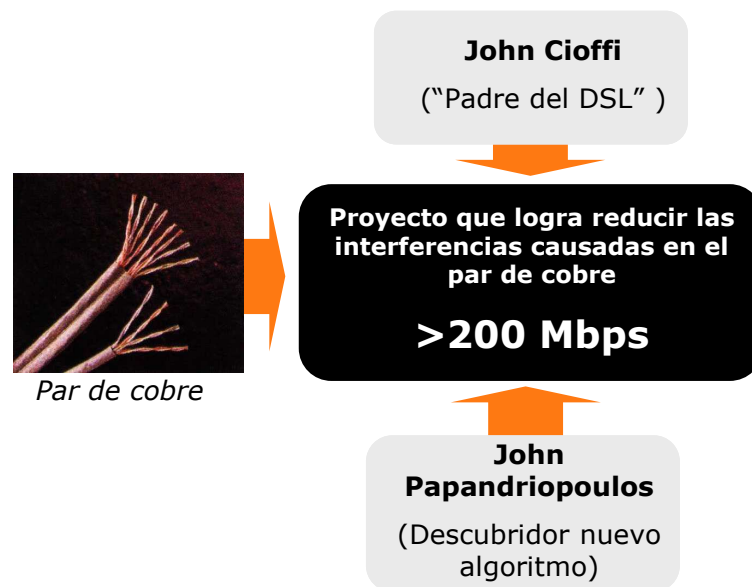 John Cioffi
(“Padre del DSL” )
Proyecto que logra reducir las
interferencias causadas en el
par de cobre
>200 Mbps
Par de cobre
John
Papandriopoulos
(Descubridor nuevo
algoritmo)